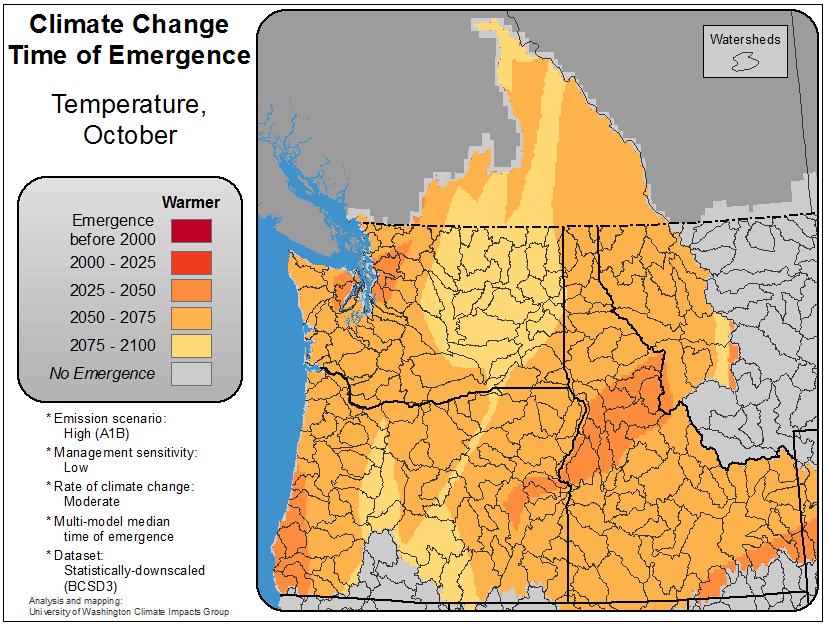 Climate Change
Time of Emergence
Temperature,
October
Warmer
Emergence
before 2000
2000 - 2025
2025 - 2050
2050 - 2075
2075 - 2100
No Emergence
* Emission scenario:
High (A1B)
* Management sensitivity:
Low
* Rate of climate change:
Moderate
* Multi-model median
time of emergence
* Dataset:
Statistically-downscaled
(BCSD3)
Analysis and mapping:
University of Washington Climate Impacts Group
Watersheds